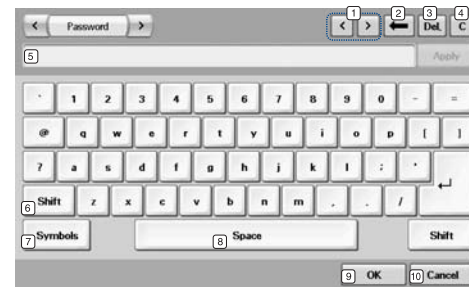 < Password > 1 < > 2 3 Del. 4 C
5 Apply
` 1 2 3 4 5 6 7 8 9 0 - =
@ q w e r t y u i o p [ ]
? a s d f g h j k l ; '
6 Shift z x c v b n m , . /
7 Symbols 8 Space Shift
9 OK 10 Cancel